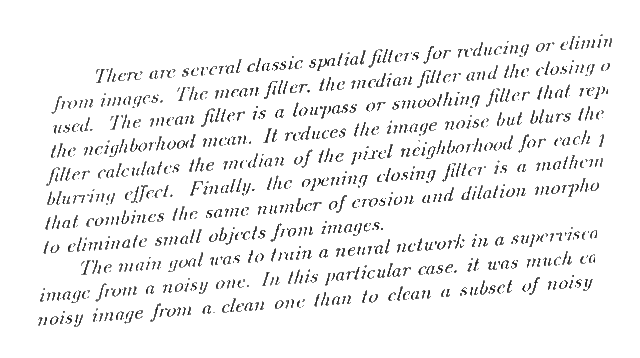 There are several classic spatial filters for reducing or elimin
from images. The mean filter, the median filter and the closing o
used. The mean filter is a lowpass or smoothing filter that rep
the neighborhood mean. It reduces the image noise but blurs the
filter calculates the median of the pixel neighborhood for each p
blurring effect. Finally, the opening closing filter is a mathem
that combines the same number of erosion and dilation morpho
to eliminate small objects from images.
The main goal was to train a neural network in a supervised
image from a noisy one. In this particular case, it was much ea
noisy image from a clean one than to clean a subset of noisy